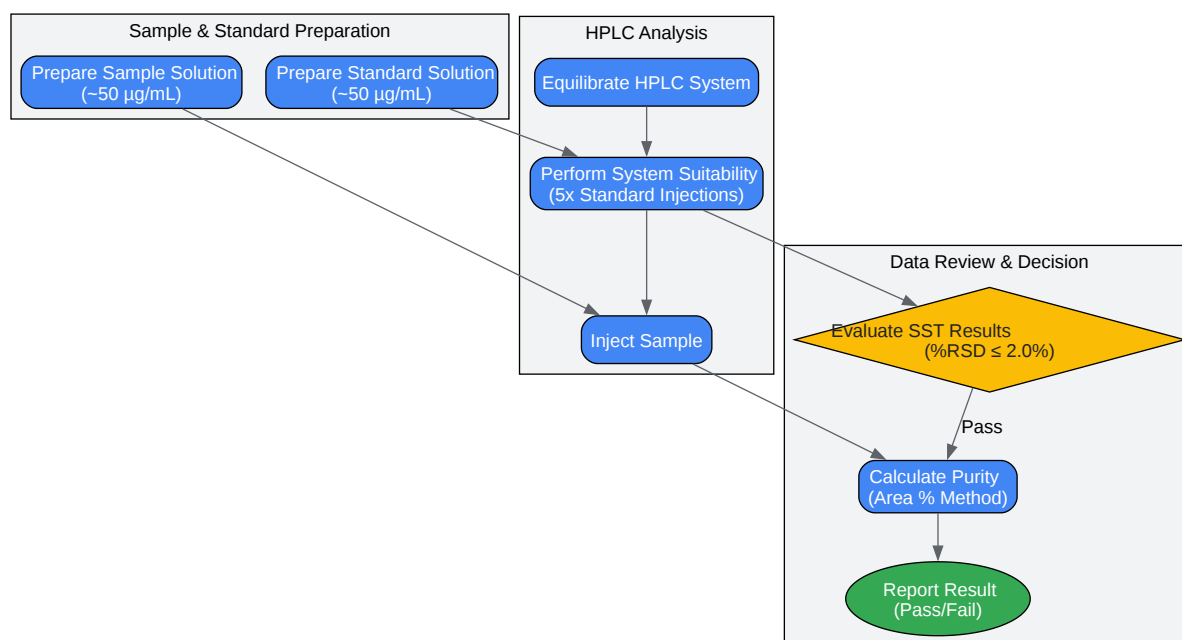 Sample & Standard Preparation
Prepare Sample Solution
(~50 µg/mL)
Prepare Standard Solution
(~50 µg/mL)
HPLC Analysis
Equilibrate HPLC System
Perform System Suitability
(5x Standard Injections)
Inject Sample
Data Review & Decision
Evaluate SST Results
(%RSD ≤ 2.0%)
Pass
Calculate Purity
(Area % Method)
Report Result
(Pass/Fail)